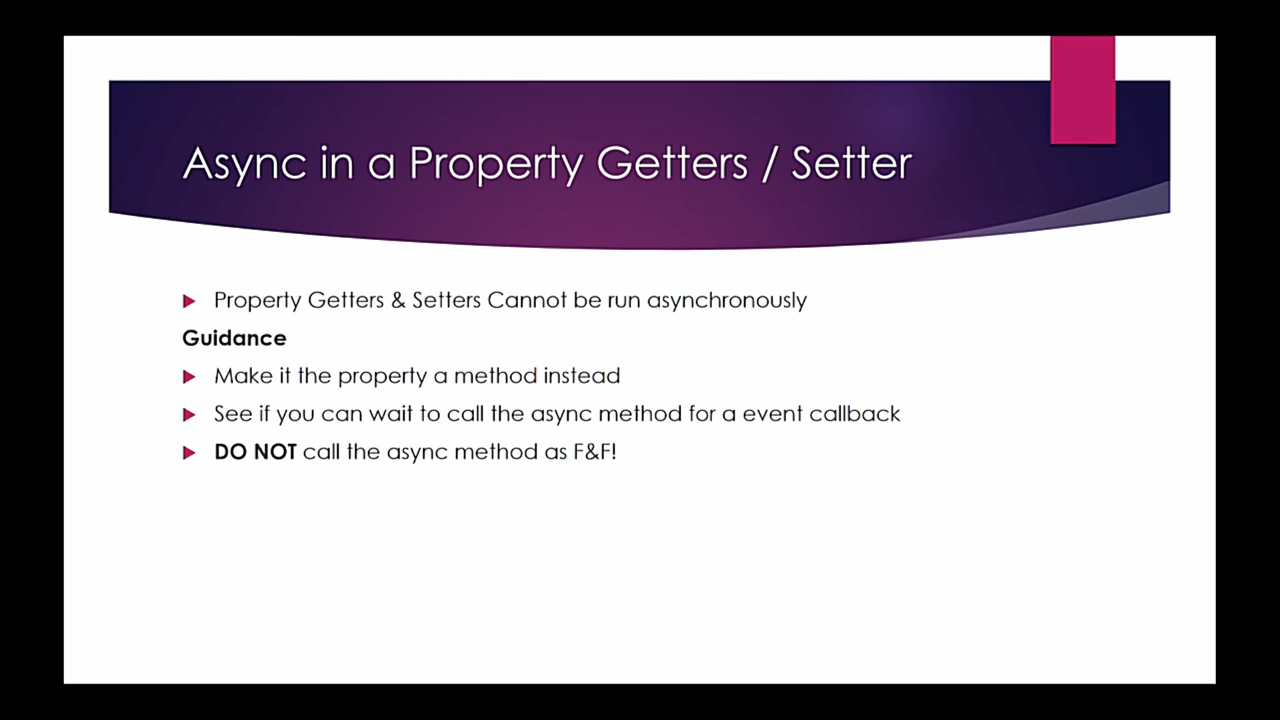 Async in a Property Getters / Setter
Property Getters & Setters Cannot be run asynchronously
Guidance
Make it the property a method instead
See if you can wait to call the async method for a event callback
DO NOT call the async method as F&F!